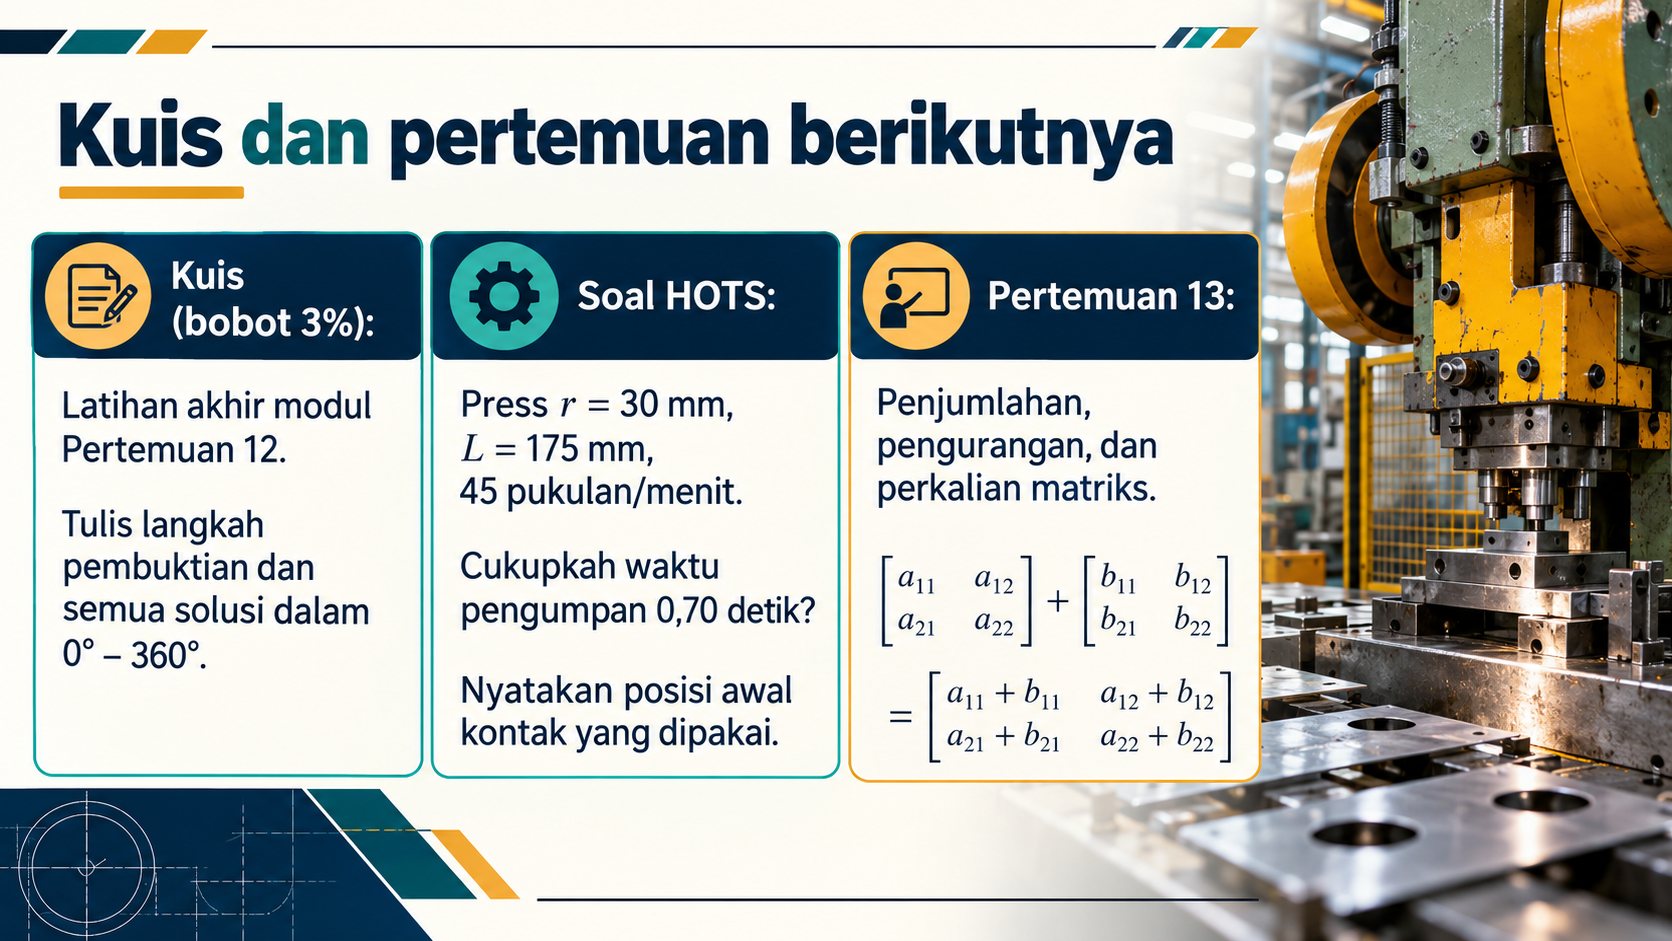 Kuis dan pertemuan berikutnya
Kuis
(bobot 3%):
Latihan akhir modul
Pertemuan 12.
Tulis langkah
pembuktian dan
semua solusi dalam
0° – 360°.
Soal HOTS:
Press r = 30 mm,
L = 175 mm,
45 pukulan/menit.
Cukupkah waktu
pengumpan 0,70 detik?
Nyatakan posisi awal
kontak yang dipakai.
Pertemuan 13:
Penjumlahan,
pengurangan, dan
perkalian matriks.
[a₁₁ a₁₂] + [b₁₁ b₁₂]
[a₂₁ a₂₂] [b₂₁ b₂₂]
= [a₁₁ + b₁₁ a₁₂ + b₁₂]
[a₂₁ + b₂₁ a₂₂ + b₂₂]